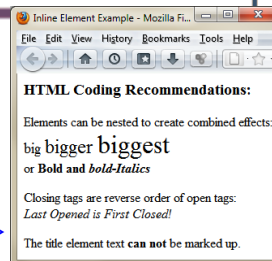 Inline Element Example - Mozilla Fi...
File Edit View History Bookmarks Tools Help
HTML Coding Recommendations:
Elements can be nested to create combined effects:
big bigger biggest
or Bold and bold-Italics
Closing tags are reverse order of open tags:
Last Opened is First Closed!
The title element text can not be marked up.